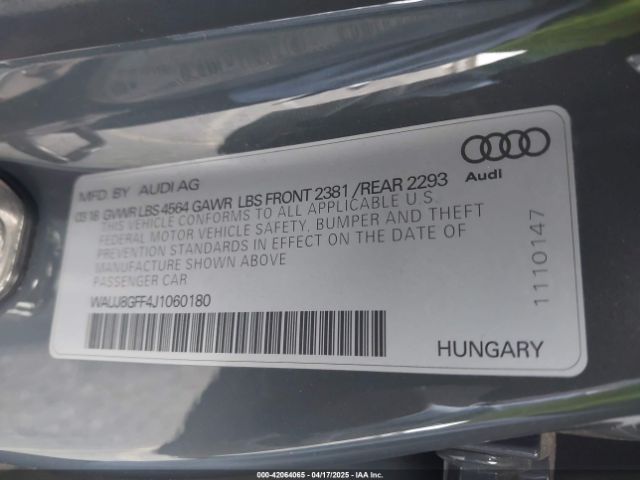 Audi
MFD. BY AUDI AG
03 18 GVWR LBS 4564 GAWR LBS FRONT 2381 /REAR 2293
THIS VEHICLE CONFORMS TO ALL APPLICABLE U.S.
FEDERAL MOTOR VEHICLE SAFETY, BUMPER AND THEFT
PREVENTION STANDARDS IN EFFECT ON THE DATE OF
MANUFACTURE SHOWN ABOVE
PASSENGER CAR
WAUJ8GFF4J1060180
1110147
HUNGARY
000-42064065 - 04/17/2025 - IAAI.COM